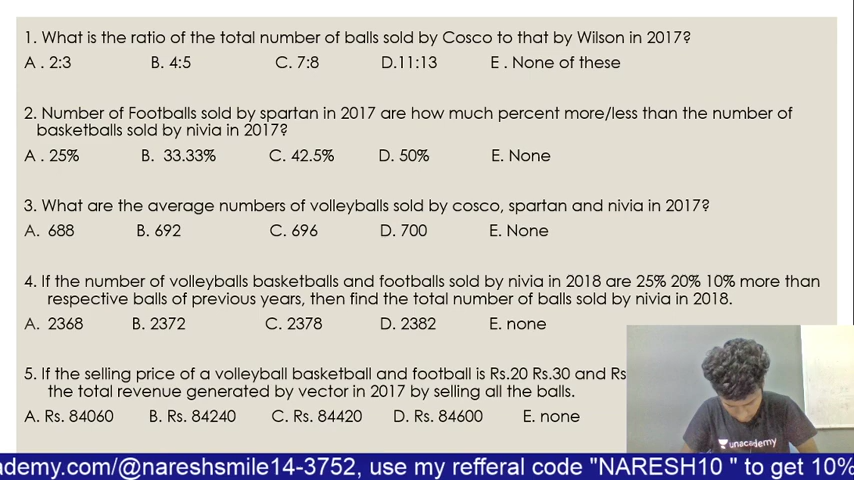 1. What is the ratio of the total number of balls sold by Cosco to that by Wilson in 2017?
A . 2:3 B. 4:5 C. 7:8 D.11:13 E . None of these
2. Number of Footballs sold by spartan in 2017 are how much percent more/less than the number of
basketballs sold by nivia in 2017?
A . 25% B. 33.33% C. 42.5% D. 50% E. None
3. What are the average numbers of volleyballs sold by cosco, spartan and nivia in 2017?
A. 688 B. 692 C. 696 D. 700 E. None
4. If the number of volleyballs basketballs and footballs sold by nivia in 2018 are 25% 20% 10% more than
respective balls of previous years, then find the total number of balls sold by nivia in 2018.
A. 2368 B. 2372 C. 2378 D. 2382 E. none
5. If the selling price of a volleyball basketball and football is Rs.20 Rs.30 and Rs
the total revenue generated by vector in 2017 by selling all the balls.
A. Rs. 84060 B. Rs. 84240 C. Rs. 84420 D. Rs. 84600 E. none
unacademy
ademy.com/@nareshsmile14-3752, use my refferal code "NARESH10 " to get 10%